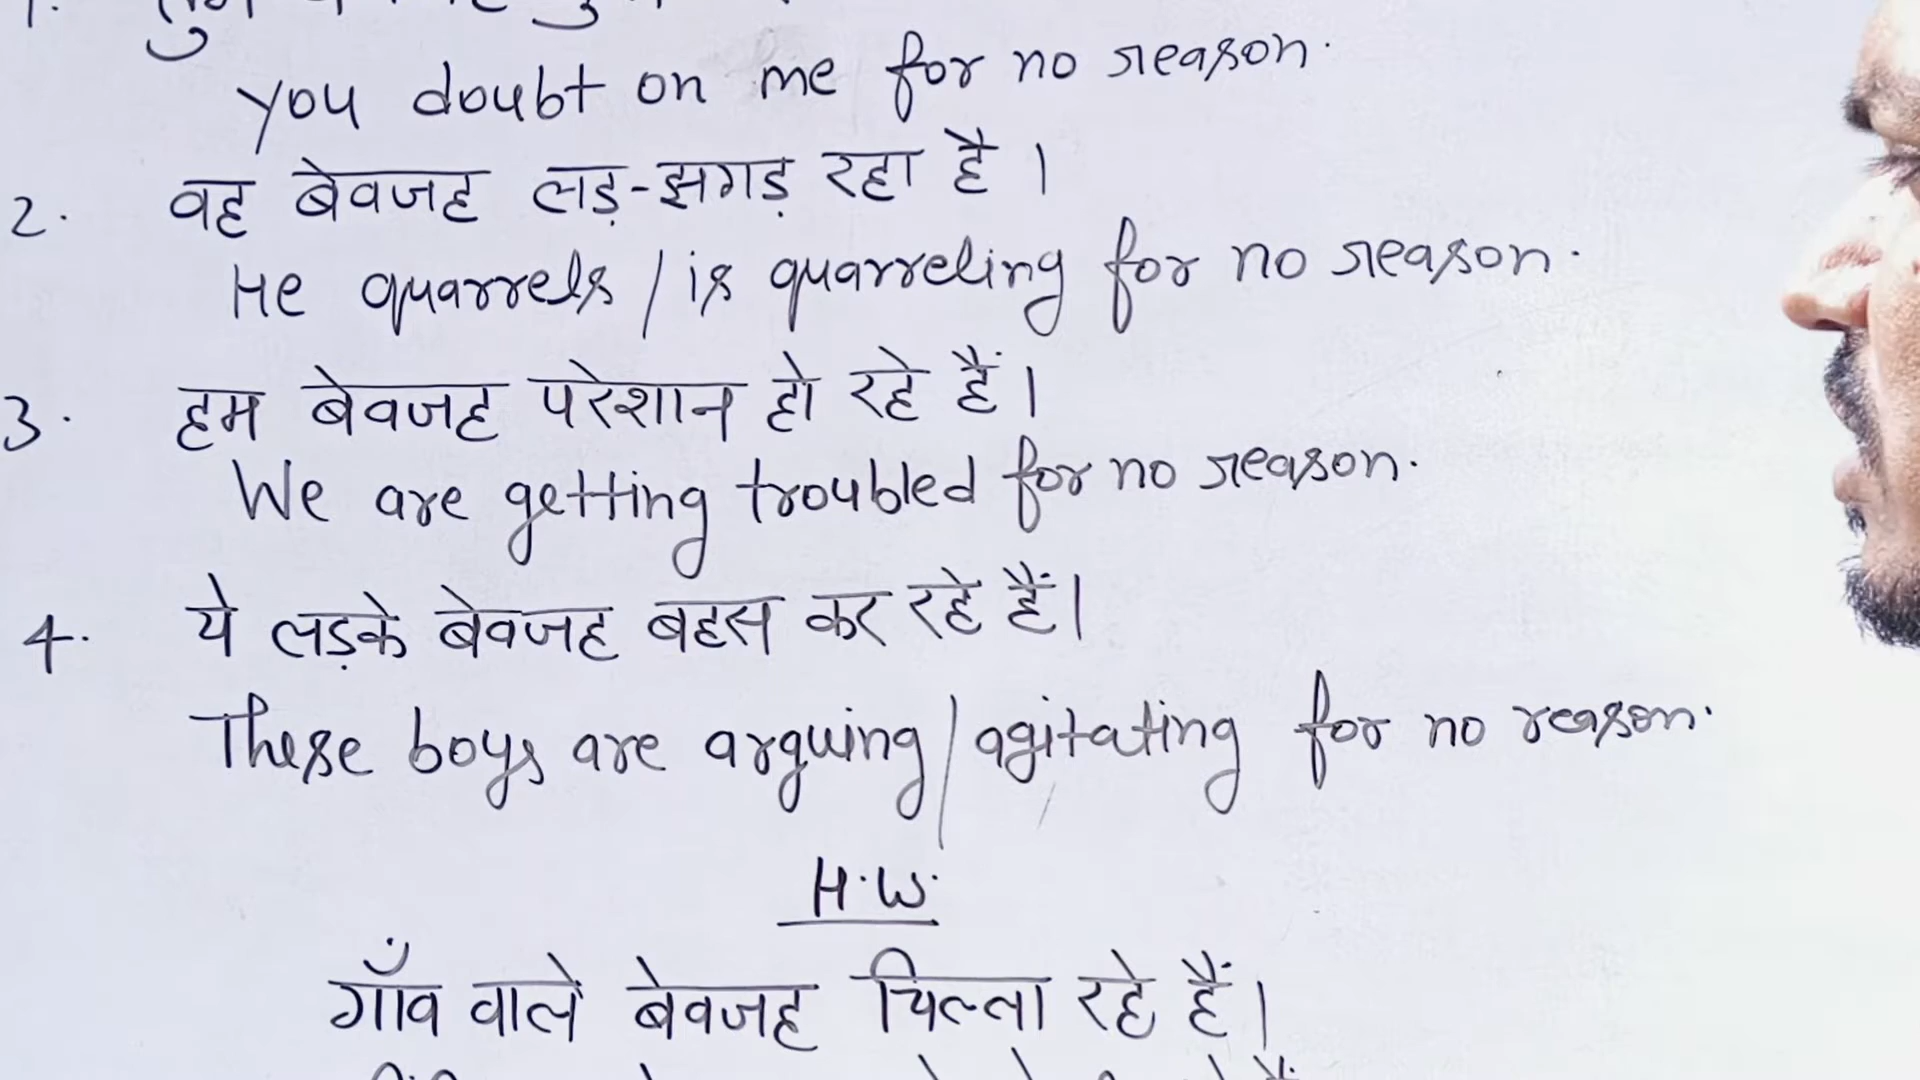 1. तुम
You doubt on me for no reason.
2. वह बेवजह लड़-झगड़ रहा है।
He quarrels / is quarreling for no reason.
3. हम बेवजह परेशान हो रहे हैं।
We are getting troubled for no reason.
4. ये लड़के बेवजह बहस कर रहे हैं।
These boys are arguing / agitating for no reason.
H.W.
गाँव वाले बेवजह चिल्ला रहे हैं।